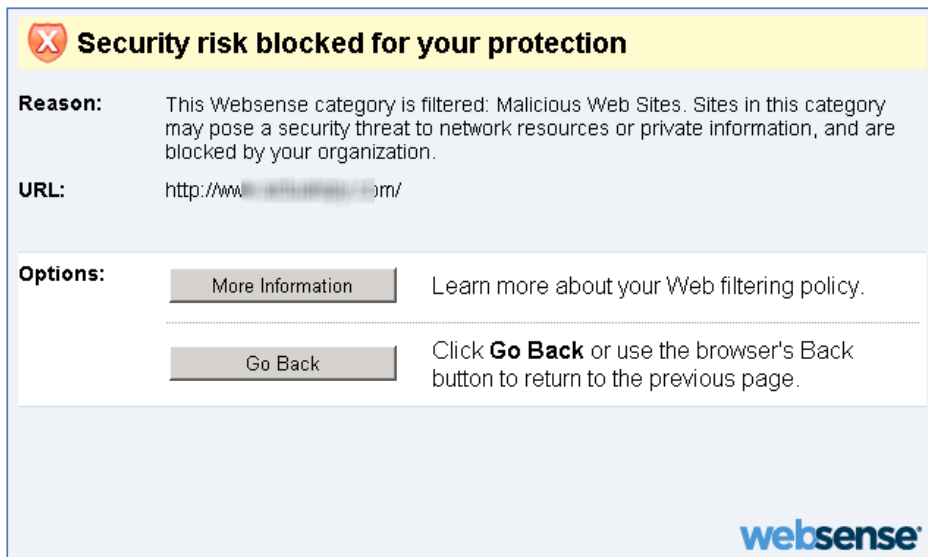 Security risk blocked for your protection
Reason:
This Websense category is filtered: Malicious Web Sites. Sites in this category
may pose a security threat to network resources or private information, and are
blocked by your organization.
URL:
http://ww om/
Options:
More Information
Learn more about your Web filtering policy.
Go Back
Click Go Back or use the browser's Back
button to return to the previous page.
websense